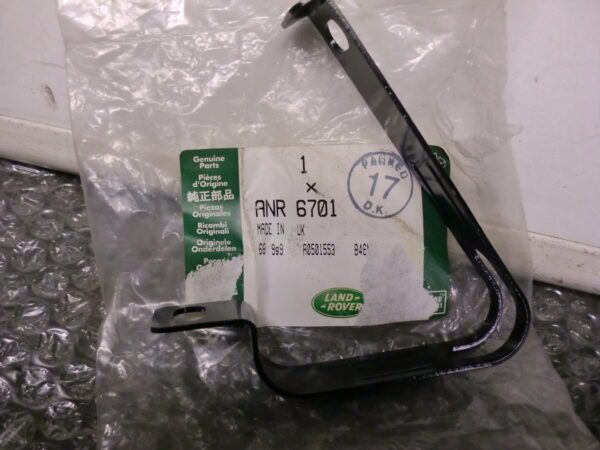 Genuine
Parts
Pièces
d'Origine
純正部品
Piezas
Originales
Ricambi
Originali
Originele
Onderdelen
1
×
ANR 6701
MADE IN UK
A0501553
PACKED
17
D.K.
LAND-
ROVER